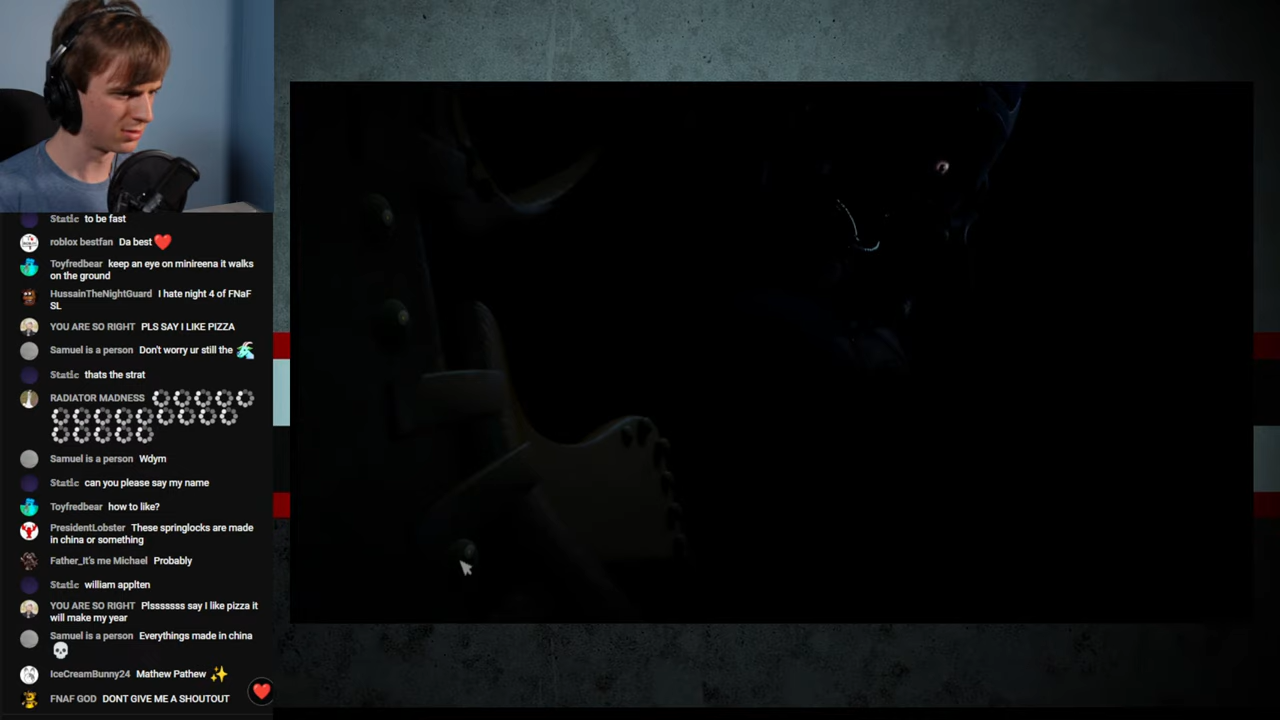 Static to be fast
roblox bestfan Da best ❤️
Toyfredbear keep an eye on minireena it walks
on the ground
HussainTheNightGuard I hate night 4 of FNaF
SL
YOU ARE SO RIGHT PLS SAY I LIKE PIZZA
Samuel is a person Don't worry ur still the
Static thats the strat
RADIATOR MADNESS
Samuel is a person Wdym
Static can you please say my name
Toyfredbear how to like?
PresidentLobster These springlocks are made
in china or something
Father_It's me Michael Probably
Static william applten
YOU ARE SO RIGHT Plsssssss say I like pizza it
will make my year
Samuel is a person Everythings made in china
💀
IceCreamBunny24 Mathew Pathew ✨
FNAF GOD DONT GIVE ME A SHOUTOUT